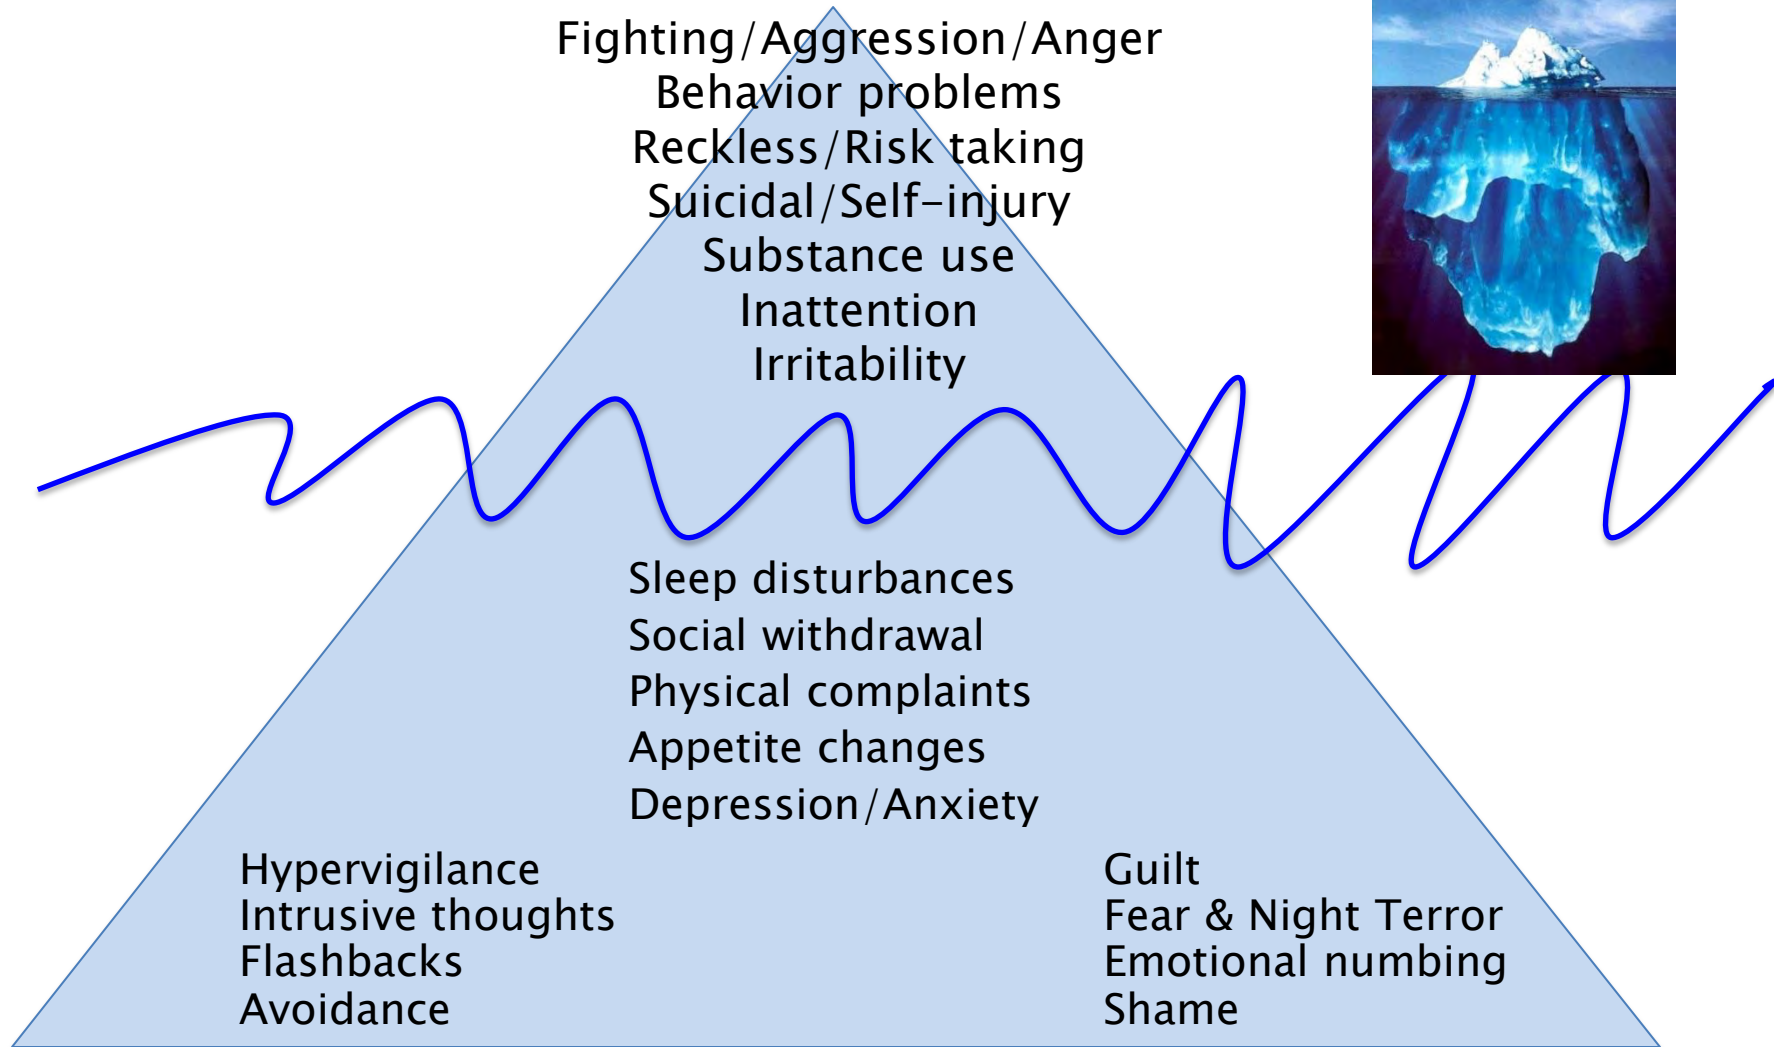 Fighting/Aggression/Anger
Behavior problems
Reckless/Risk taking
Suicidal/Self-injury
Substance use
Inattention
Irritability
Sleep disturbances
Social withdrawal
Physical complaints
Appetite changes
Depression/Anxiety
Hypervigilance
Intrusive thoughts
Flashbacks
Avoidance
Guilt
Fear & Night Terror
Emotional numbing
Shame